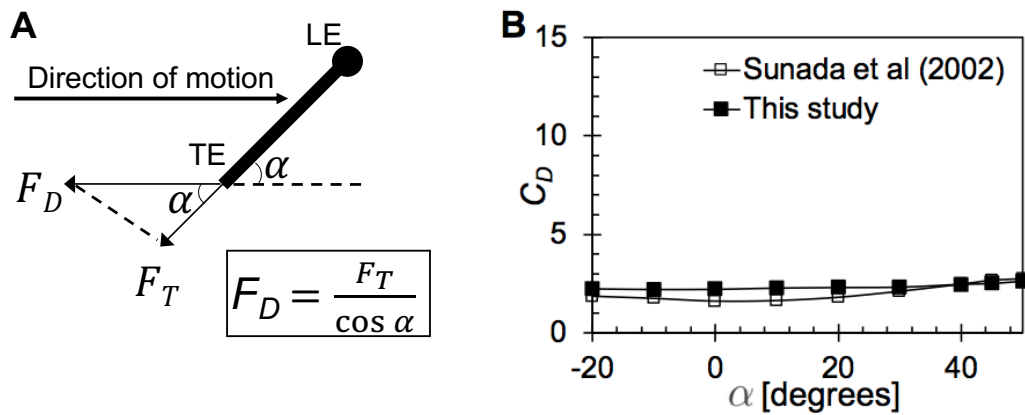 A
LE
Direction of motion
TE
α
α
F_D
F_T
F_D = F_T / cos α
B
15
10
5
0
C_D
Sunada et al (2002)
This study
-20
0
20
40
α [degrees]